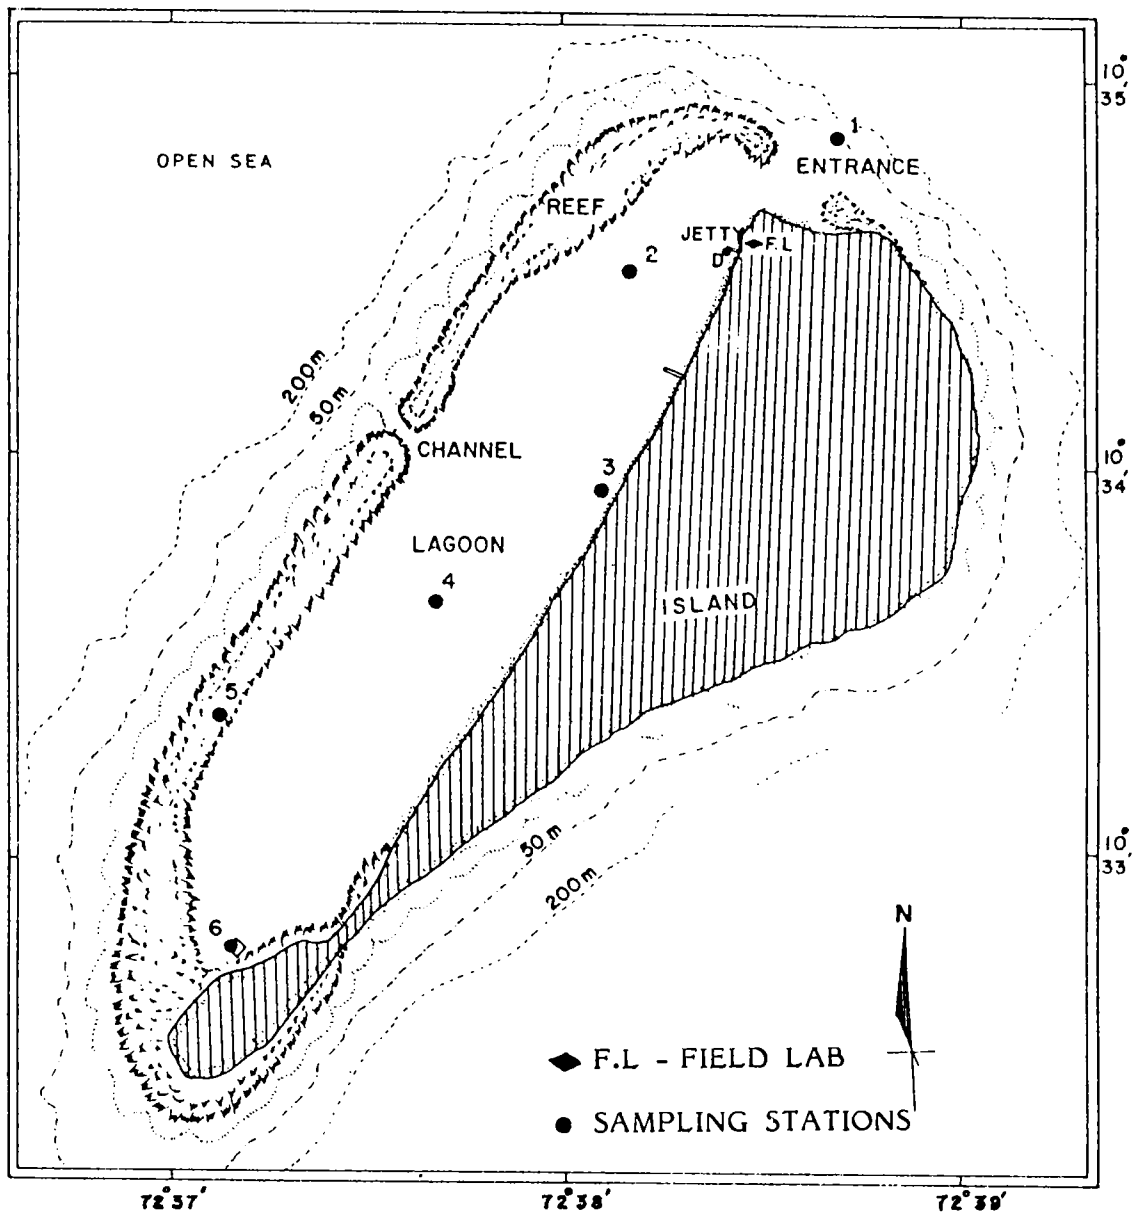 10°
35'
1
OPEN SEA
ENTRANCE
REEF
JETTY
F.L
D
2
200m
50m
CHANNEL
3
10°
34'
LAGOON
4
ISLAND
5
50m
10°
33'
200m
6
N
F.L - FIELD LAB
SAMPLING STATIONS
72°37'
72°38'
72°39'